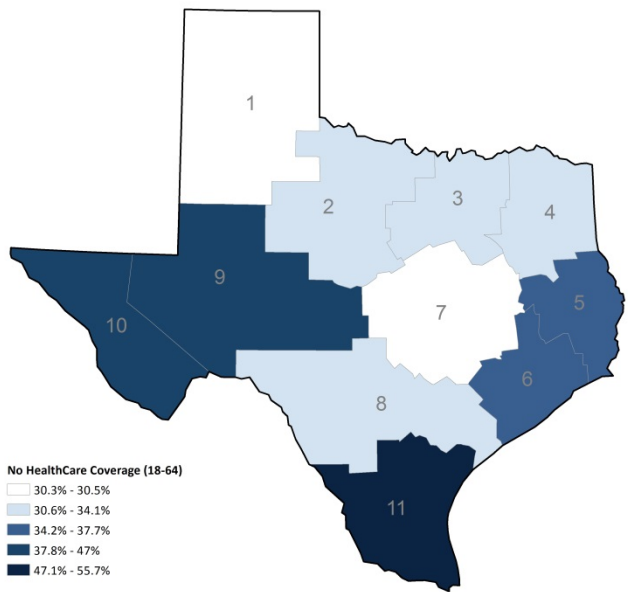 1
2
3
4
9
5
10
7
6
8
11
No HealthCare Coverage (18-64)
30.3% - 30.5%
30.6% - 34.1%
34.2% - 37.7%
37.8% - 47%
47.1% - 55.7%